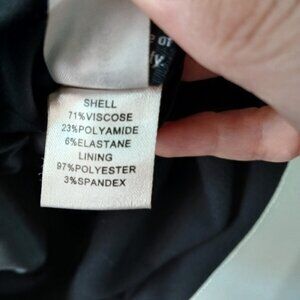 SHELL
71%VISCOSE
23%POLYAMIDE
6%ELASTANE
LINING
97%POLYESTER
3%SPANDEX